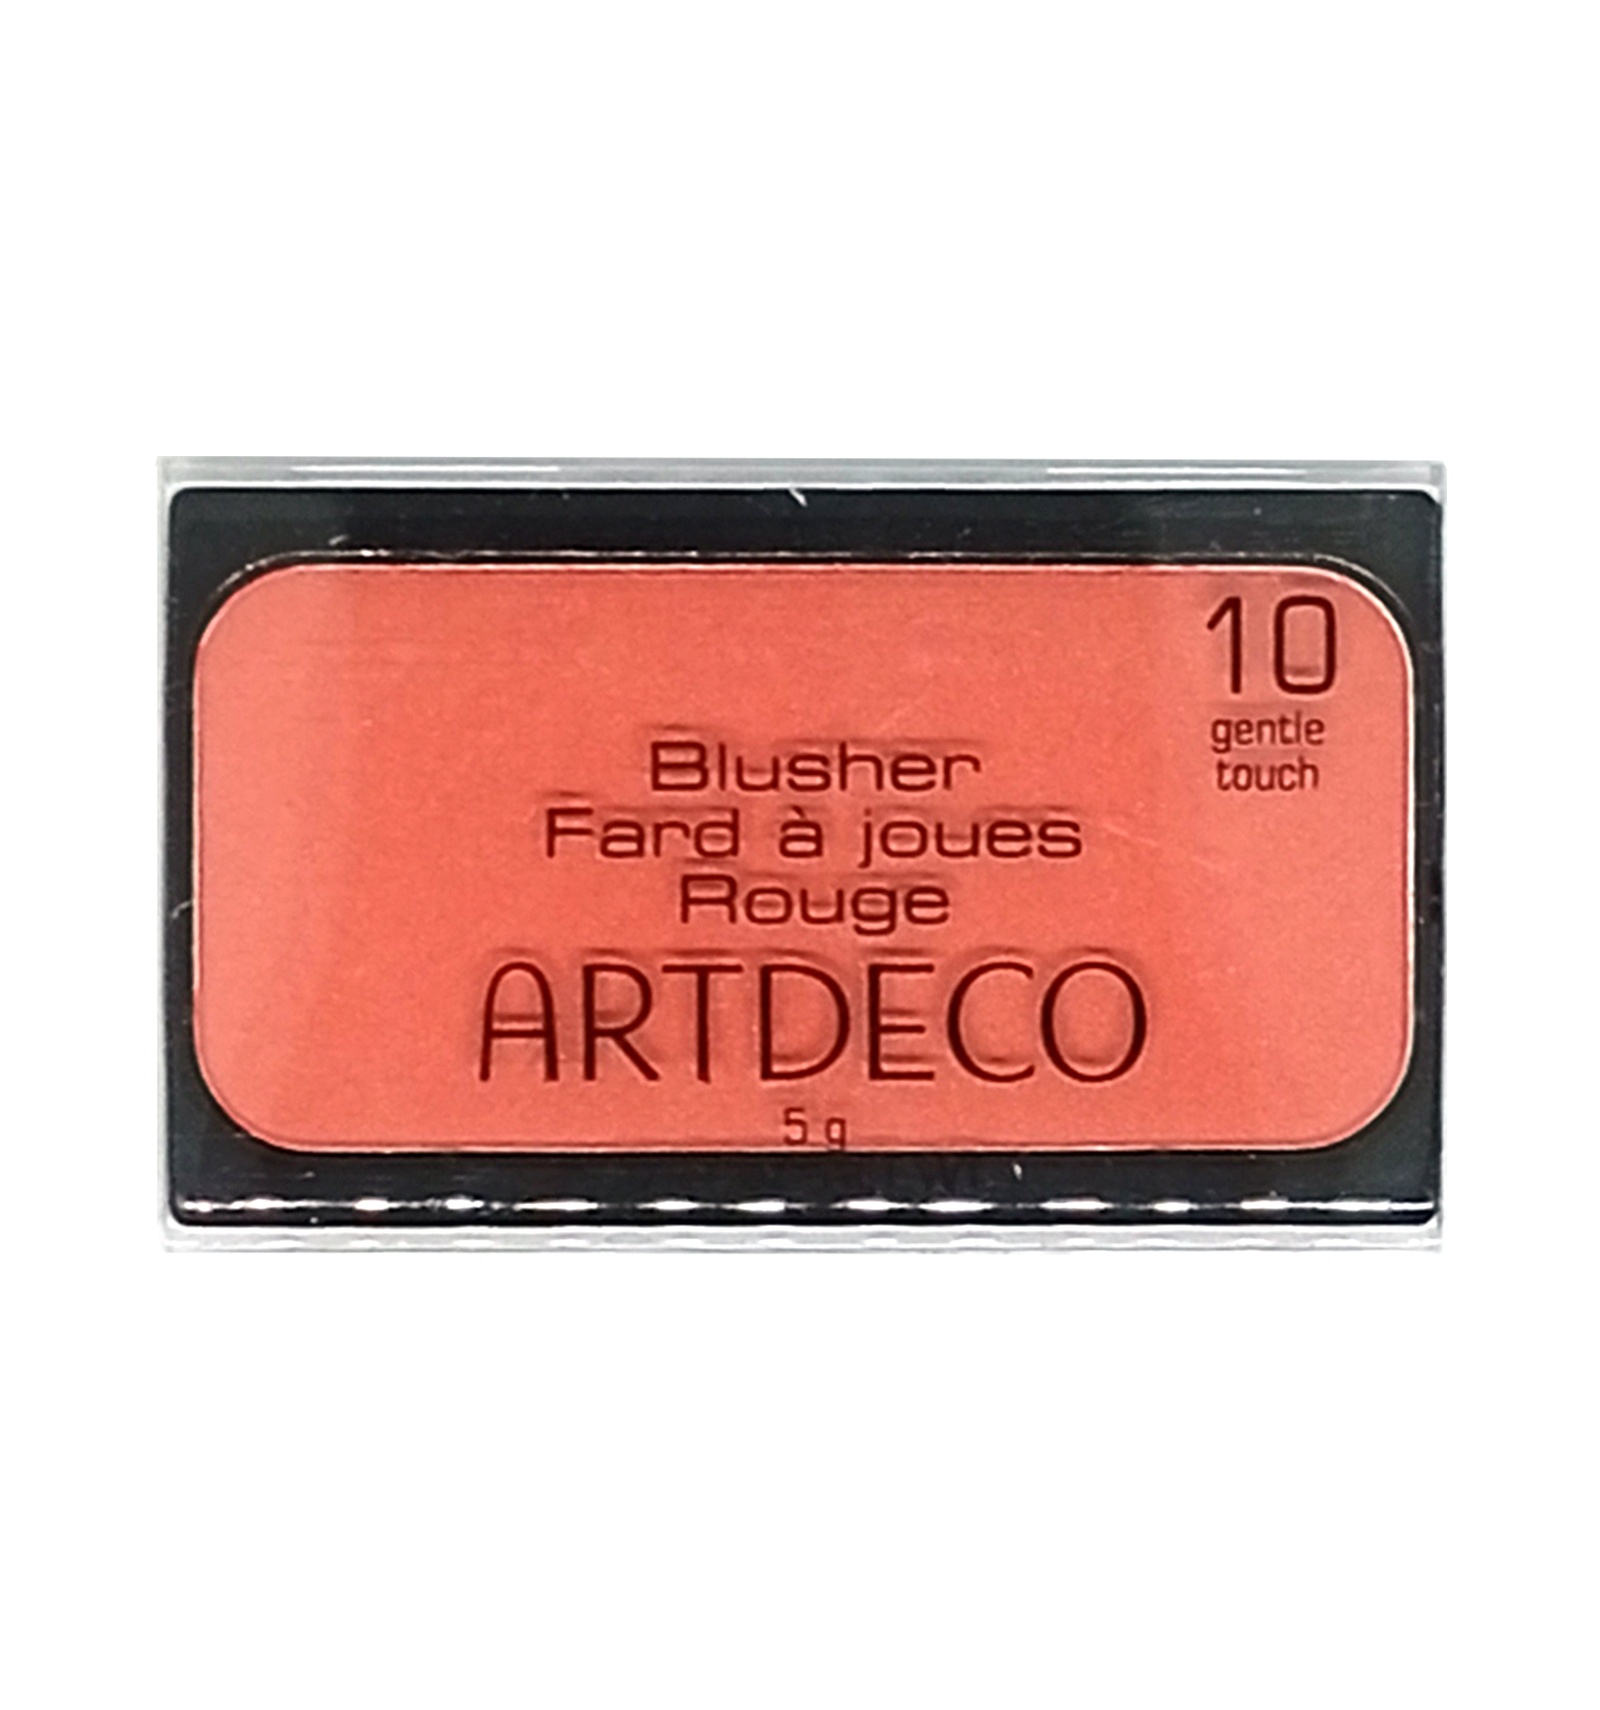 10
gentle
touch
Blusher
Fard à joues
Rouge
ARTDECO
5 g